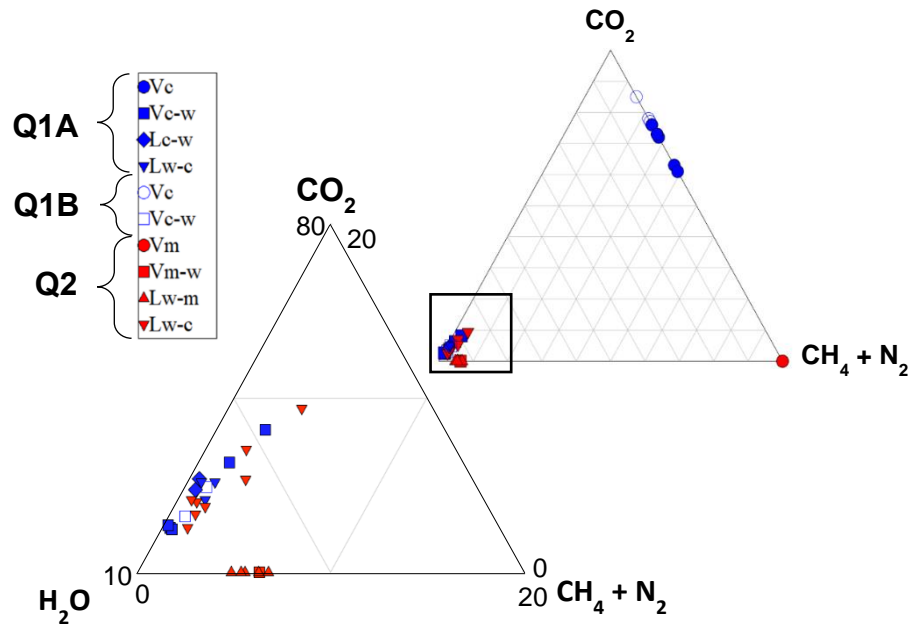 CO₂
Vc
Q1A
Vc-w
Lc-w
Lw-c
Q1B
Vc
Vc-w
Q2
Vm
Vm-w
Lw-m
Lw-c
CO₂
80
20
CH₄ + N₂
10
0
0
20
H₂O
CH₄ + N₂